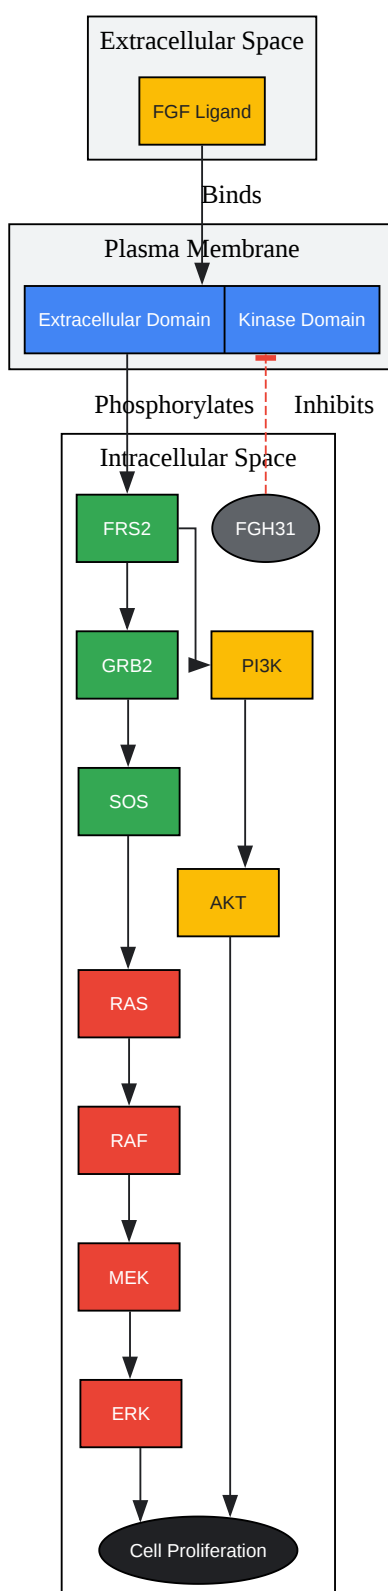 Extracellular Space
FGF Ligand
Binds
Plasma Membrane
Extracellular Domain
Kinase Domain
Phosphorylates
Inhibits
Intracellular Space
FRS2
FGH31
GRB2
PI3K
SOS
AKT
RAS
RAF
MEK
ERK
Cell Proliferation